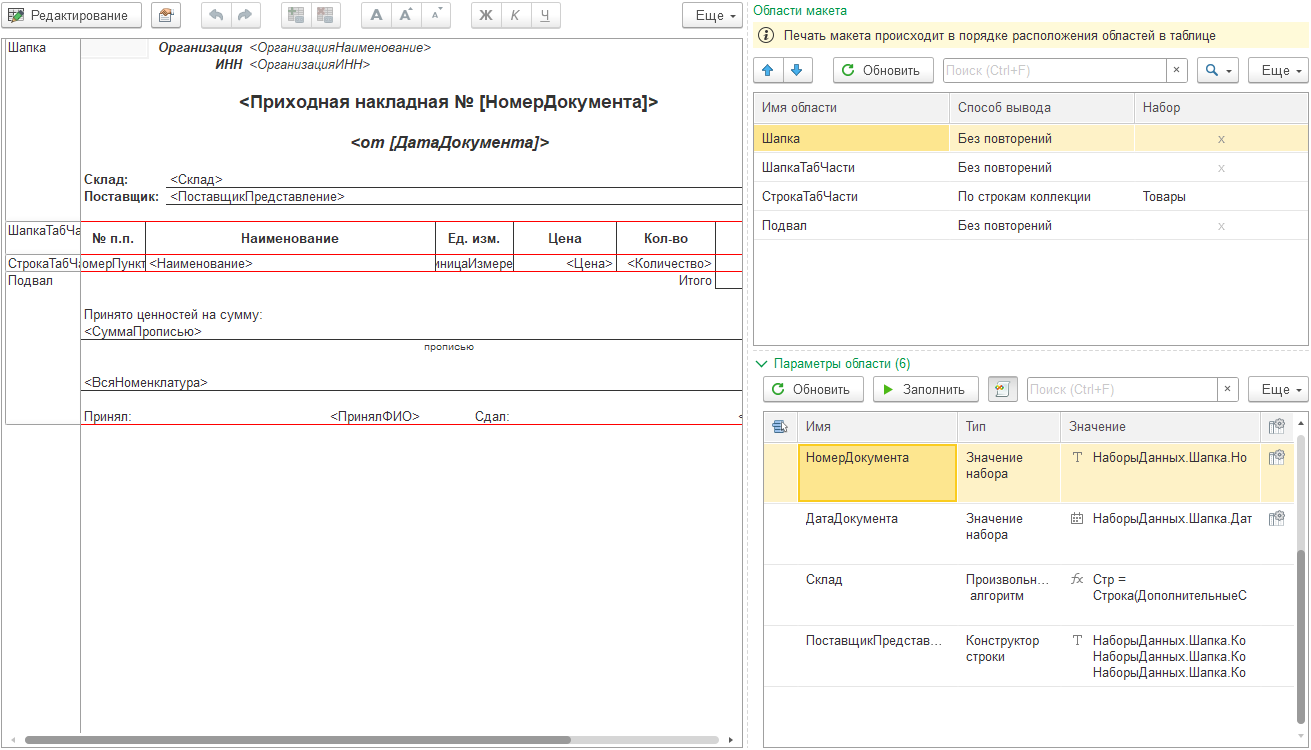 Редактирование
А А А
Ж К Ч
Еще
Шапка
Организация <ОрганизацияНаименование>
ИНН <ОрганизацияИНН>
<Приходная накладная № [НомерДокумента]>
<от [ДатаДокумента]>
Склад: <Склад>
Поставщик: <ПоставщикПредставление>
ШапкаТабЧа
№ п.п. Наименование Ед. изм. Цена Кол-во
СтрокаТабЧ омерПункт <Наименование> иницаИзмере <Цена> <Количество>
Подвал Итого
Принято ценностей на сумму:
<СуммаПрописью>
прописью
<ВсяНоменклатура>
Принял: <ПринялФИО> Сдал: <
Области макета
Печать макета происходит в порядке расположения областей в таблице
Обновить Поиск (Ctrl+F) × Еще
Имя области Способ вывода Набор
Шапка Без повторений x
ШапкаТабЧасти Без повторений x
СтрокаТабЧасти По строкам коллекции Товары
Подвал Без повторений x
Параметры области (6)
Обновить Заполнить Поиск (Ctrl+F) × Еще
Имя Тип Значение
НомерДокумента Значение T НаборыДанных.Шапка.Но
набора
ДатаДокумента Значение НаборыДанных.Шапка.Дат
набора
Склад Произвольн... fx Стр =
алгоритм Строка(ДополнительныеС
ПоставщикПредстав... Конструктор T НаборыДанных.Шапка.Ко
строки НаборыДанных.Шапка.Ко
НаборыДанных.Шапка.Ко